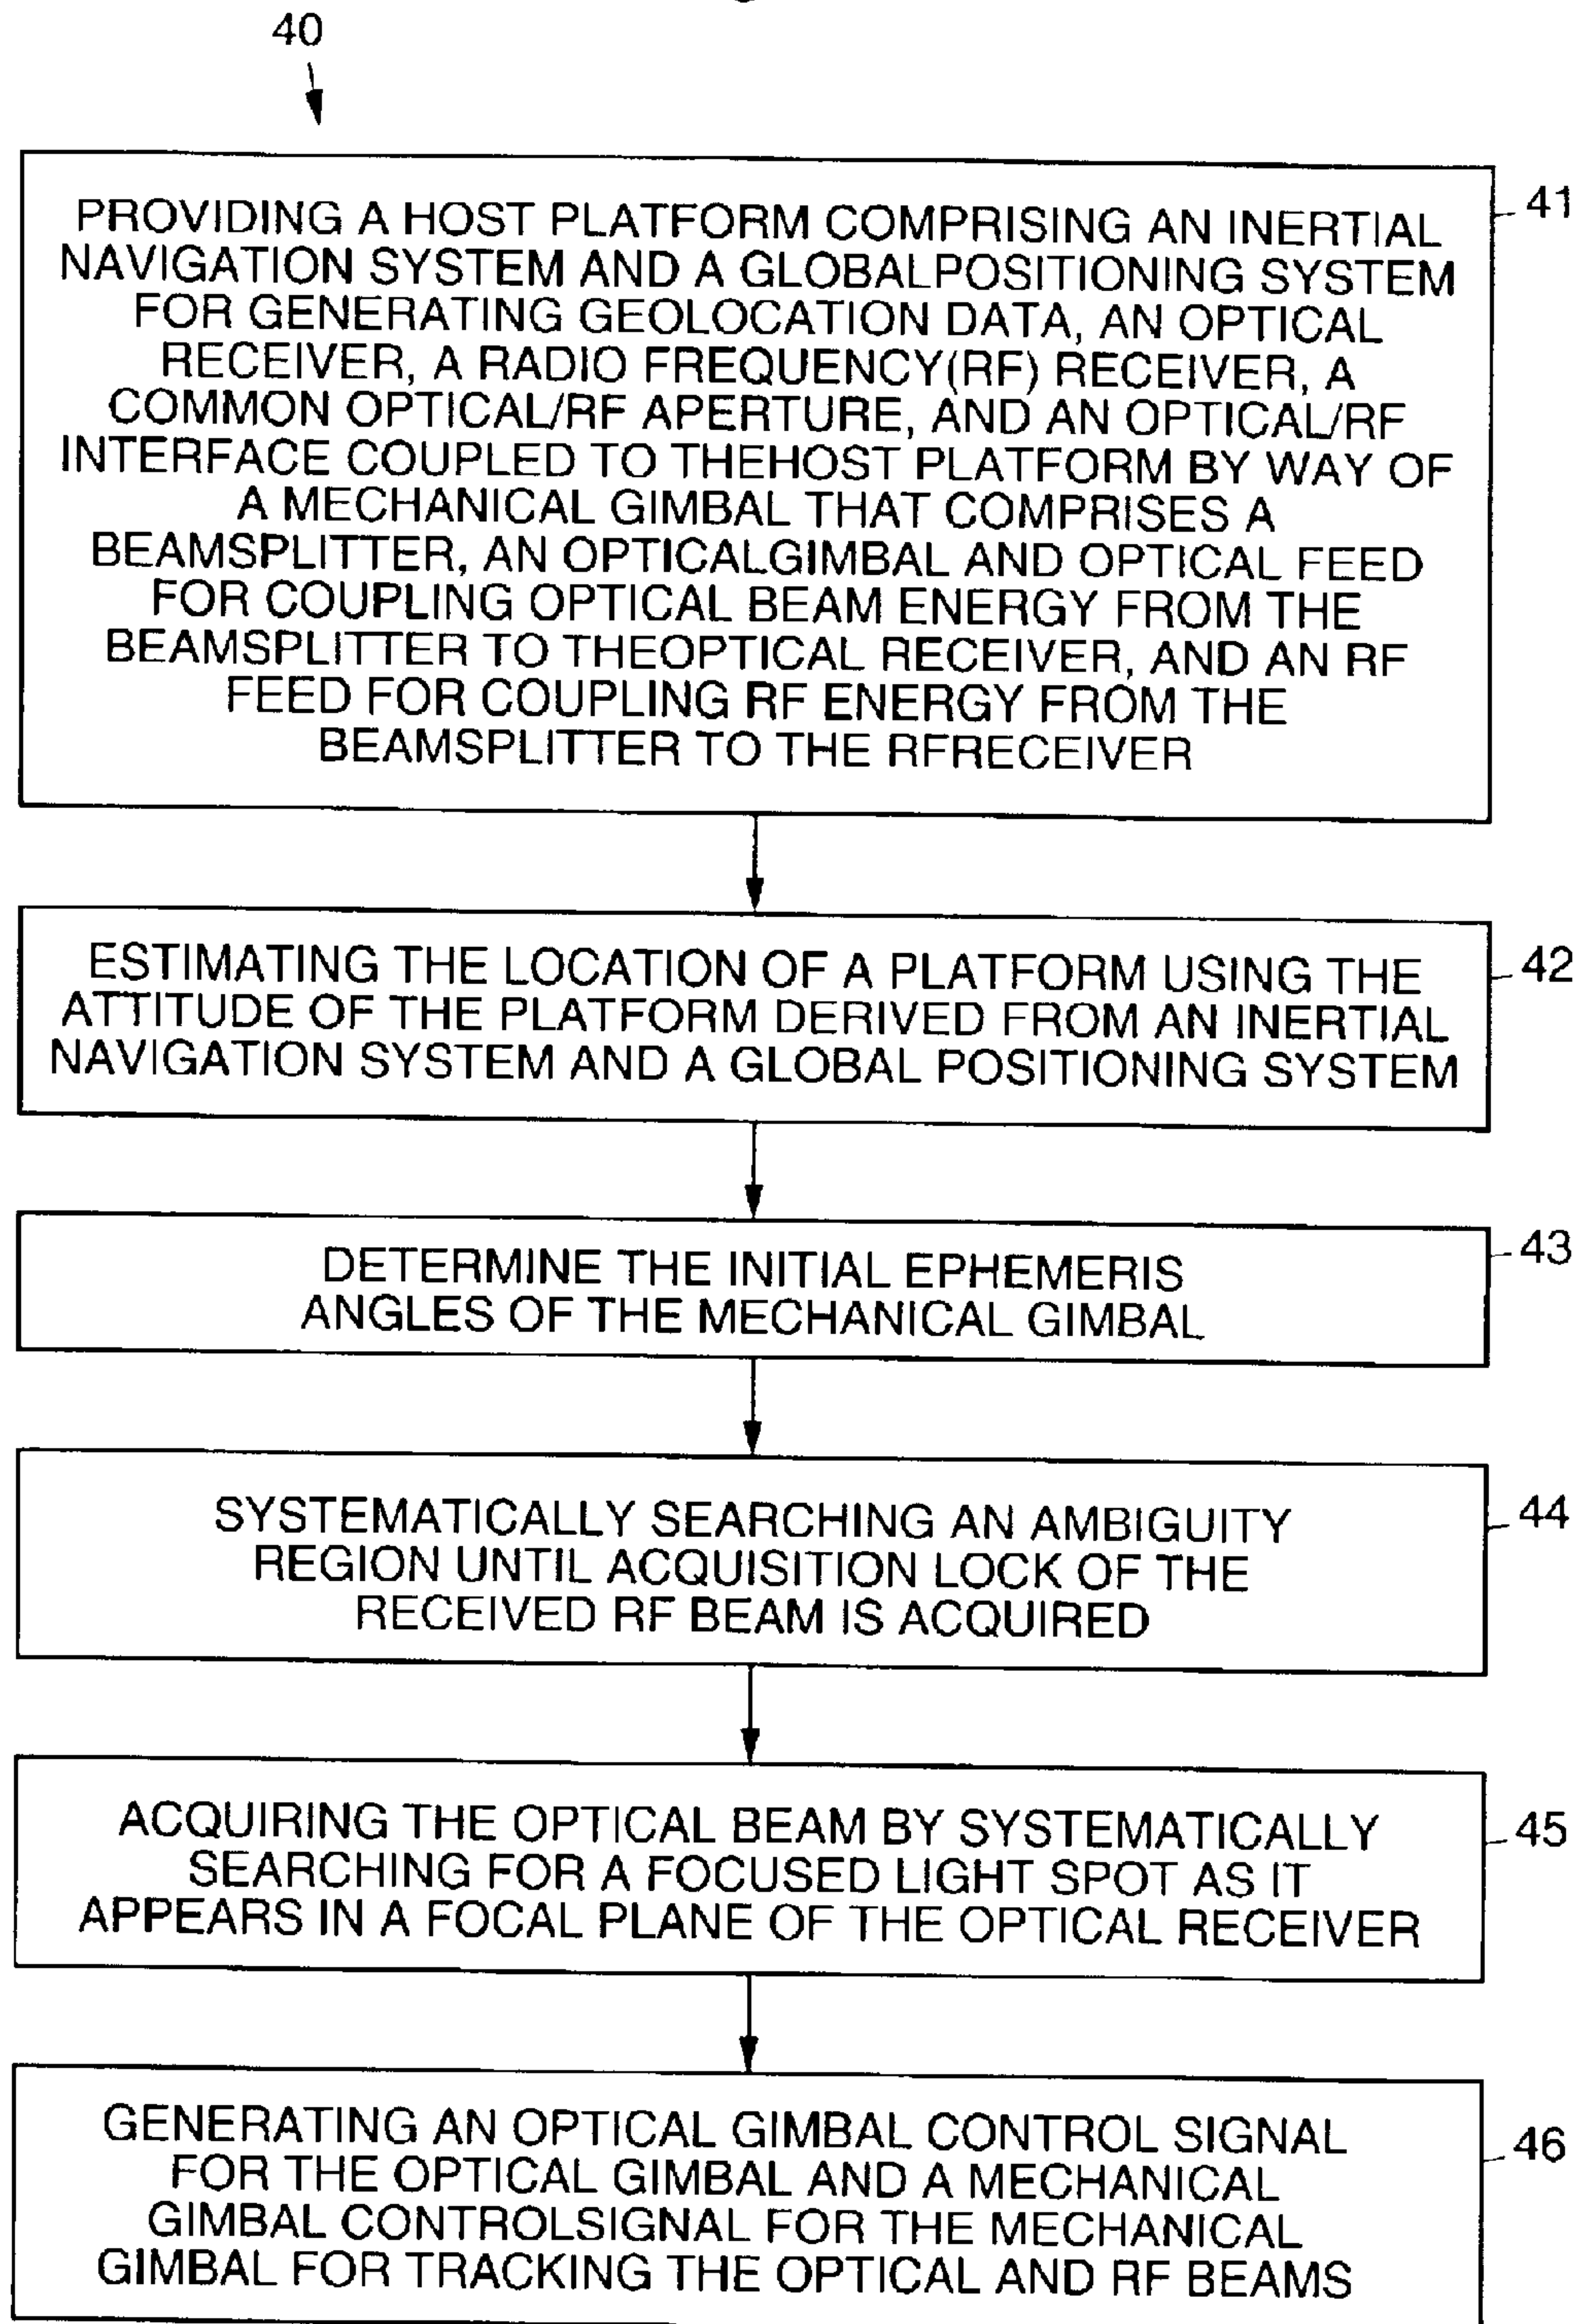 40
PROVIDING A HOST PLATFORM COMPRISING AN INERTIAL
NAVIGATION SYSTEM AND A GLOBALPOSITIONING SYSTEM
FOR GENERATING GEOLOCATION DATA, AN OPTICAL
RECEIVER, A RADIO FREQUENCY(RF) RECEIVER, A
COMMON OPTICAL/RF APERTURE, AND AN OPTICAL/RF
INTERFACE COUPLED TO THEHOST PLATFORM BY WAY OF
A MECHANICAL GIMBAL THAT COMPRISES A
BEAMSPLITTER, AN OPTICALGIMBAL AND OPTICAL FEED
FOR COUPLING OPTICAL BEAM ENERGY FROM THE
BEAMSPLITTER TO THEOPTICAL RECEIVER, AND AN RF
FEED FOR COUPLING RF ENERGY FROM THE
BEAMSPLITTER TO THE RFRECEIVER
41
ESTIMATING THE LOCATION OF A PLATFORM USING THE
ATTITUDE OF THE PLATFORM DERIVED FROM AN INERTIAL
NAVIGATION SYSTEM AND A GLOBAL POSITIONING SYSTEM
42
DETERMINE THE INITIAL EPHEMERIS
ANGLES OF THE MECHANICAL GIMBAL
43
SYSTEMATICALLY SEARCHING AN AMBIGUITY
REGION UNTIL ACQUISITION LOCK OF THE
RECEIVED RF BEAM IS ACQUIRED
44
ACQUIRING THE OPTICAL BEAM BY SYSTEMATICALLY
SEARCHING FOR A FOCUSED LIGHT SPOT AS IT
APPEARS IN A FOCAL PLANE OF THE OPTICAL RECEIVER
45
GENERATING AN OPTICAL GIMBAL CONTROL SIGNAL
FOR THE OPTICAL GIMBAL AND A MECHANICAL
GIMBAL CONTROLSIGNAL FOR THE MECHANICAL
GIMBAL FOR TRACKING THE OPTICAL AND RF BEAMS
46